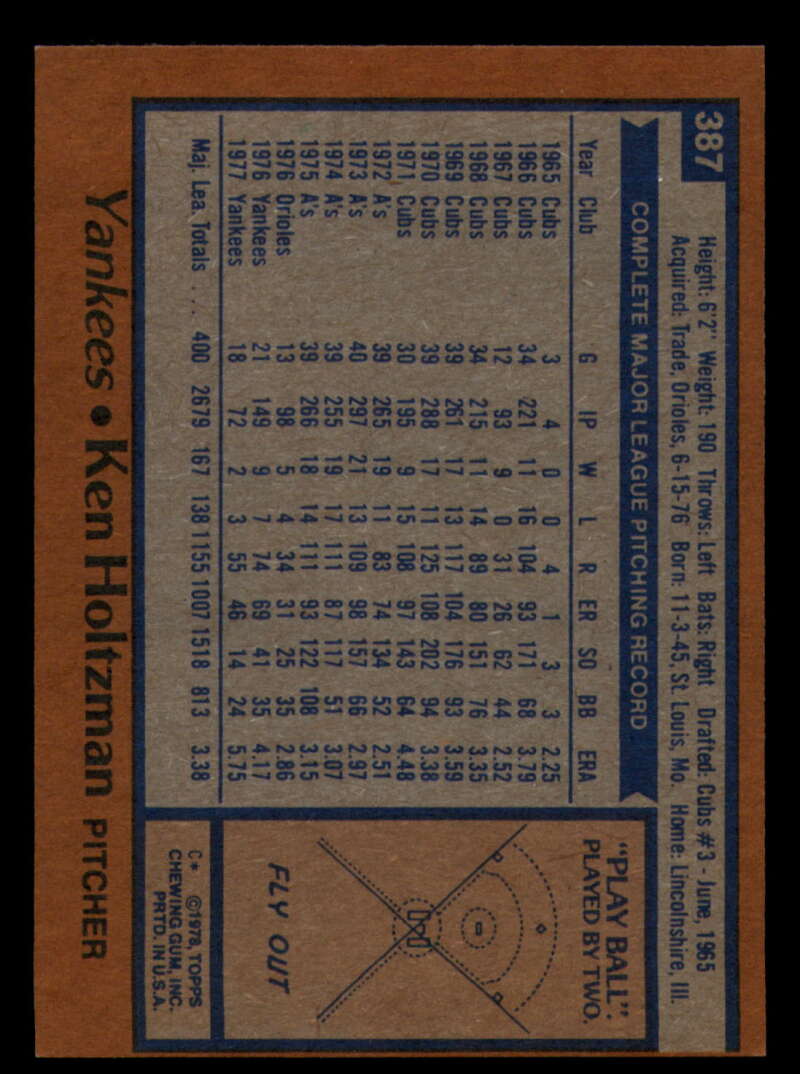 387
Height: 6'2" Weight: 190 Throws: Left Bats: Right Drafted: Cubs #3 - June, 1965
Acquired: Trade, Orioles, 6-15-76 Born: 11-3-45, St. Louis, Mo. Home: Lincolnshire, Ill.
COMPLETE MAJOR LEAGUE PITCHING RECORD
Year Club G IP W L R ER SO BB ERA
1965 Cubs 3 4 0 0 4 1 3 3 2.25
1966 Cubs 34 221 11 16 104 93 171 68 3.79
1967 Cubs 12 93 9 0 31 26 62 44 2.52
1968 Cubs 34 215 11 14 89 80 151 76 3.35
1969 Cubs 39 261 17 13 117 104 176 93 3.59
1970 Cubs 39 288 17 11 125 108 202 94 3.38
1971 Cubs 30 195 9 15 108 97 143 64 4.48
1972 A's 39 265 19 11 83 74 134 52 2.51
1973 A's 40 297 21 13 109 98 157 66 2.97
1974 A's 39 255 19 17 111 87 117 51 3.07
1975 A's 39 266 18 14 111 93 122 108 3.15
1976 Orioles 13 98 5 4 34 31 25 35 2.86
1976 Yankees 21 149 9 7 74 69 41 35 4.17
1977 Yankees 18 72 2 3 55 46 14 24 5.75
Maj. Lea. Totals ... 400 2679 167 138 1155 1007 1518 813 3.38
"PLAY BALL":
PLAYED BY TWO.
FLY OUT
C* ©1978, TOPPS
CHEWING GUM, INC.
PRTD. IN U.S.A.
Yankees • Ken Holtzman PITCHER